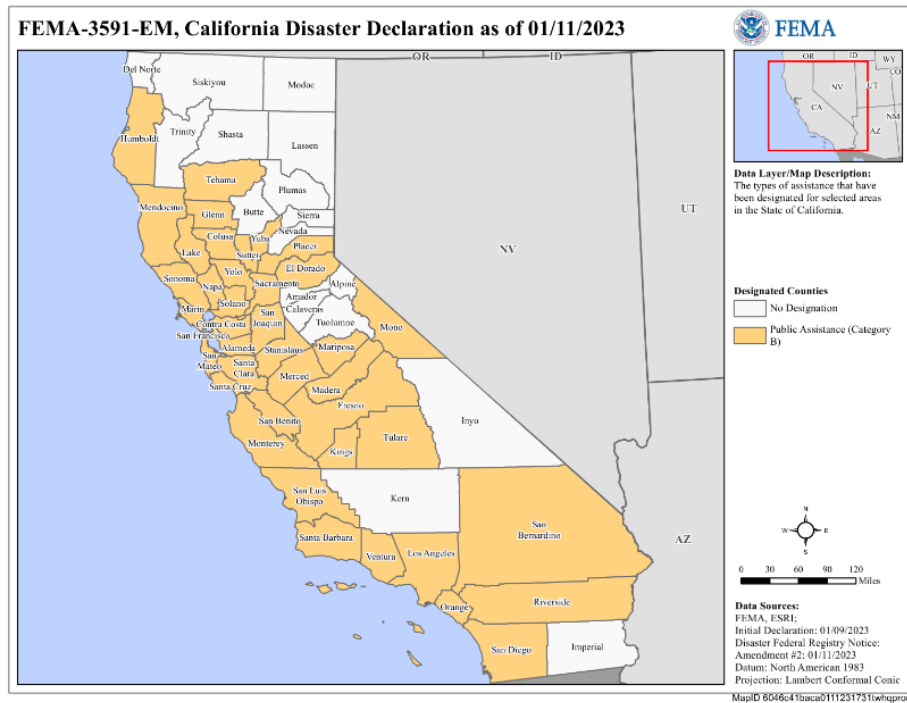 FEMA-3591-EM, California Disaster Declaration as of 01/11/2023
FEMA
OR
ID
WY
CO
NV
UT
CA
NM
AZ
Data Layer/Map Description:
The types of assistance that have
been designated for selected areas
in the State of California.
Designated Counties
No Designation
Public Assistance (Category
B)
N
W
E
S
0 30 60 90 120
Miles
Data Sources:
FEMA, ESRI;
Initial Declaration: 01/09/2023
Disaster Federal Registry Notice:
Amendment #2: 01/11/2023
Datum: North American 1983
Projection: Lambert Conformal Conic
MapID 6046c41baca0111231731twhqprod
OR
ID
UT
NV
AZ
Del Norte
Siskiyou
Modoc
Humboldt
Trinity
Shasta
Lassen
Tehama
Plumas
Mendocino
Glenn
Butte
Sierra
Nevada
Colusa
Yuba
Placer
Lake
Sutter
El Dorado
Yolo
Sonoma
Napa
Sacramento
Alpine
Amador
Calaveras
Solano
Marin
San
Joaquin
Tuolumne
Mono
Contra Costa
San Francisco
Alameda
Stanislaus
Mariposa
San
Mateo
Santa
Clara
Merced
Madera
Santa Cruz
Fresno
San Benito
Inyo
Monterey
Kings
Tulare
San Luis
Obispo
Kern
Santa Barbara
San
Bernardino
Ventura
Los Angeles
Orange
Riverside
San Diego
Imperial